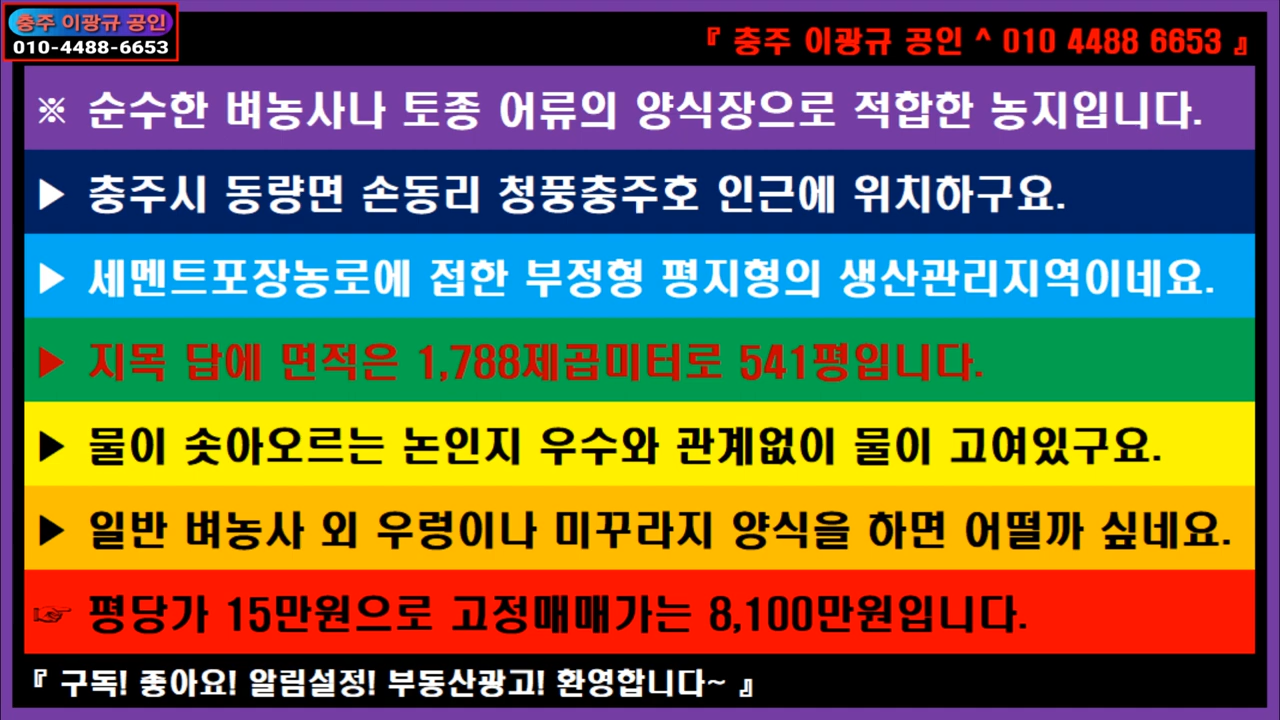 충주 이광규 공인
010-4488-6653
『 충주 이광규 공인 ^ 010 4488 6653 』
※ 순수한 벼농사나 토종 어류의 양식장으로 적합한 농지입니다.
▶ 충주시 동량면 손동리 청풍충주호 인근에 위치하구요.
▶ 세멘트포장농로에 접한 부정형 평지형의 생산관리지역이네요.
▶ 지목 답에 면적은 1,788제곱미터로 541평입니다.
▶ 물이 솟아오르는 논인지 우수와 관계없이 물이 고여있구요.
▶ 일반 벼농사 외 우렁이나 미꾸라지 양식을 하면 어떨까 싶네요.
☞ 평당가 15만원으로 고정매매가는 8,100만원입니다.
『 구독! 좋아요! 알림설정! 부동산광고! 환영합니다~ 』